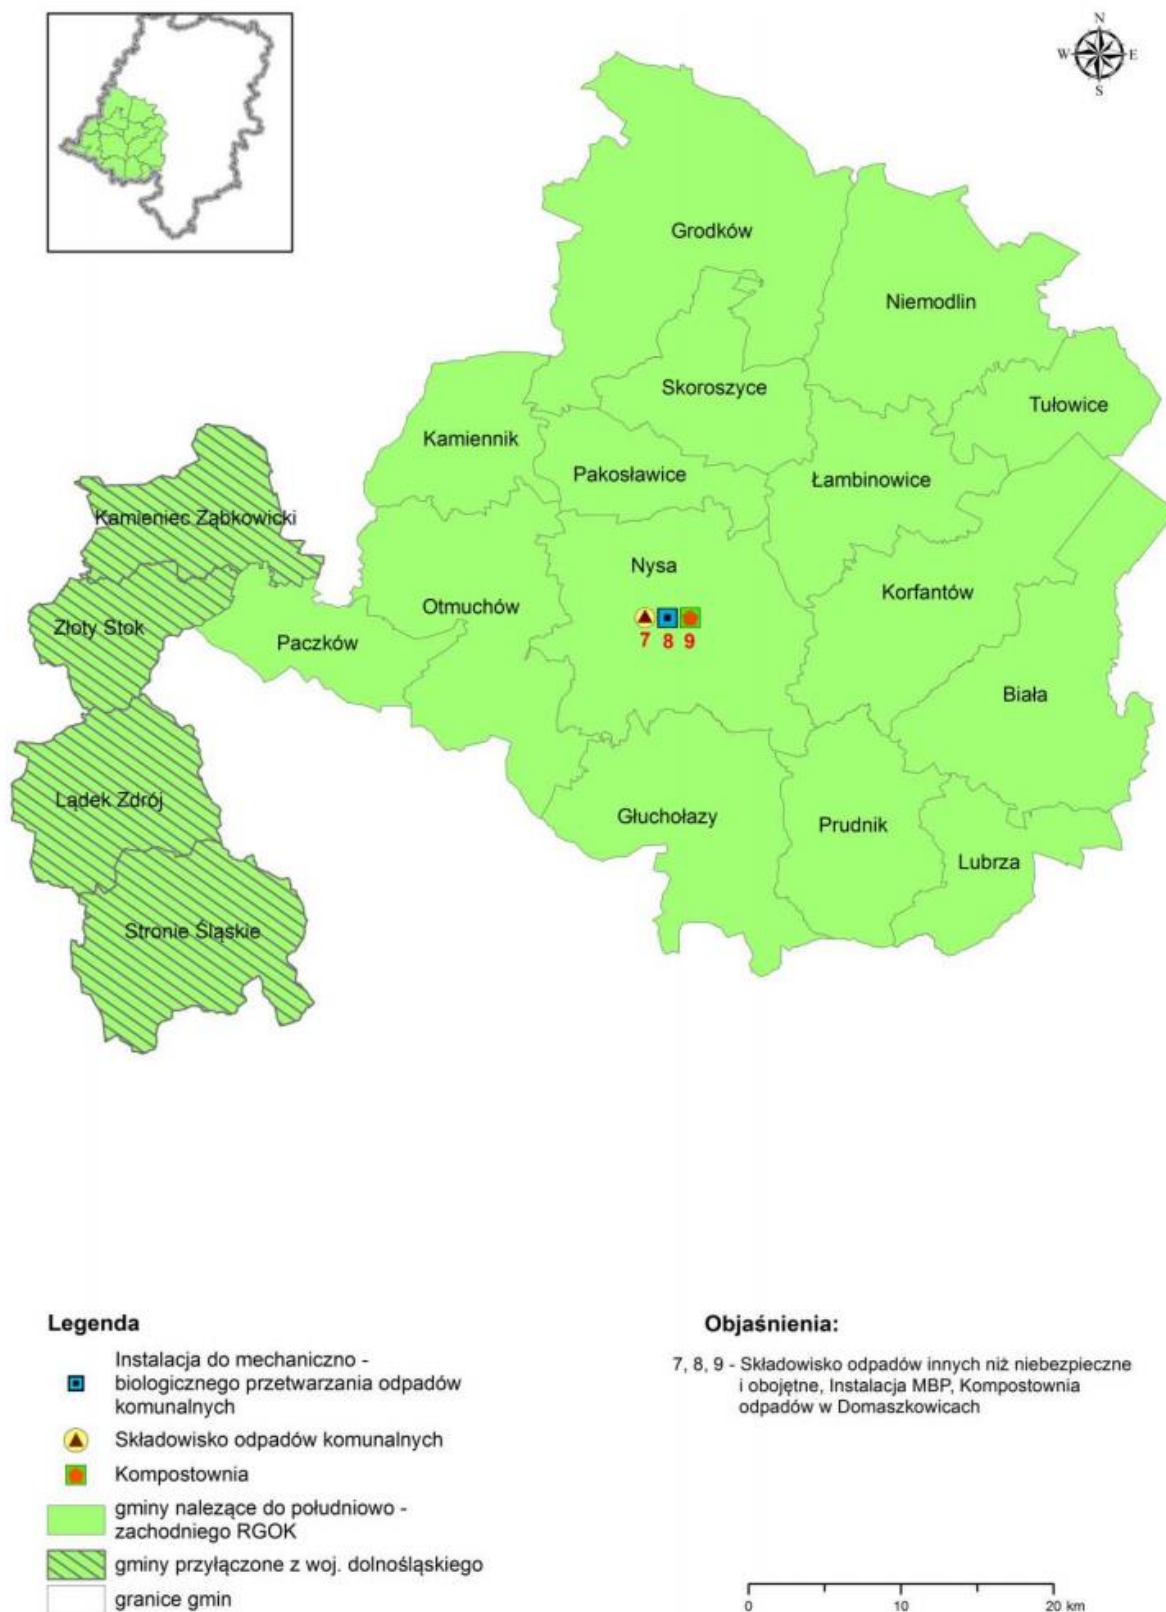 N
W E
S
Grodków
Niemodlin
Skoroszyce
Tułowice
Kamiennik
Pakosławice
Łambinowice
Kamieniec Ząbkowicki
Nysa
Korfantów
Otmuchów
Złoty Stok
Paczków
7 8 9
Biała
Lądek Zdrój
Głuchołazy
Prudnik
Lubrza
Stronie Śląskie
Legenda
Instalacja do mechaniczno -
biologicznego przetwarzania odpadów
komunalnych
Składowisko odpadów komunalnych
Kompostownia
gminy nalezące do południowo -
zachodniego RGOK
gminy przyłączone z woj. dolnośląskiego
granice gmin
Objaśnienia:
7, 8, 9 - Składowisko odpadów innych niż niebezpieczne
i obojętne, Instalacja MBP, Kompostownia
odpadów w Domaszkowicach
0 10 20 km